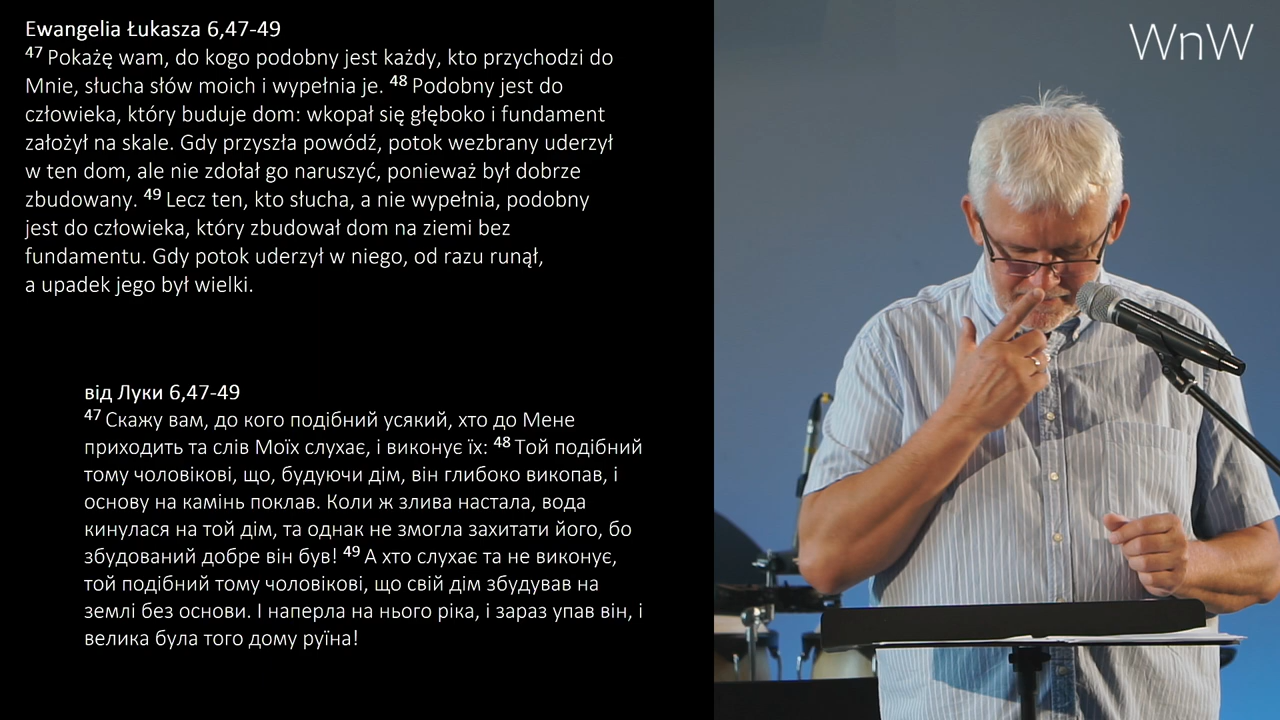 Ewangelia Łukasza 6,47-49
47 Pokażę wam, do kogo podobny jest każdy, kto przychodzi do
Mnie, słucha słów moich i wypełnia je. 48 Podobny jest do
człowieka, który buduje dom: wkopał się głęboko i fundament
założył na skale. Gdy przyszła powódź, potok wezbrany uderzył
w ten dom, ale nie zdołał go naruszyć, ponieważ był dobrze
zbudowany. 49 Lecz ten, kto słucha, a nie wypełnia, podobny
jest do człowieka, który zbudował dom na ziemi bez
fundamentu. Gdy potok uderzył w niego, od razu runął,
a upadek jego był wielki.
від Луки 6,47-49
47 Скажу вам, до кого подібний усякий, хто до Мене
приходить та слів Моїх слухає, і виконує їх: 48 Той подібний
тому чоловікові, що, будуючи дім, він глибоко викопав, і
основу на камінь поклав. Коли ж злива настала, вода
кинулася на той дім, та однак не змогла захитати його, бо
збудований добре він був! 49 А хто слухає та не виконує,
той подібний тому чоловікові, що свій дім збудував на
землі без основи. І наперла на нього ріка, і зараз упав він, і
велика була того дому руїна!
WnW